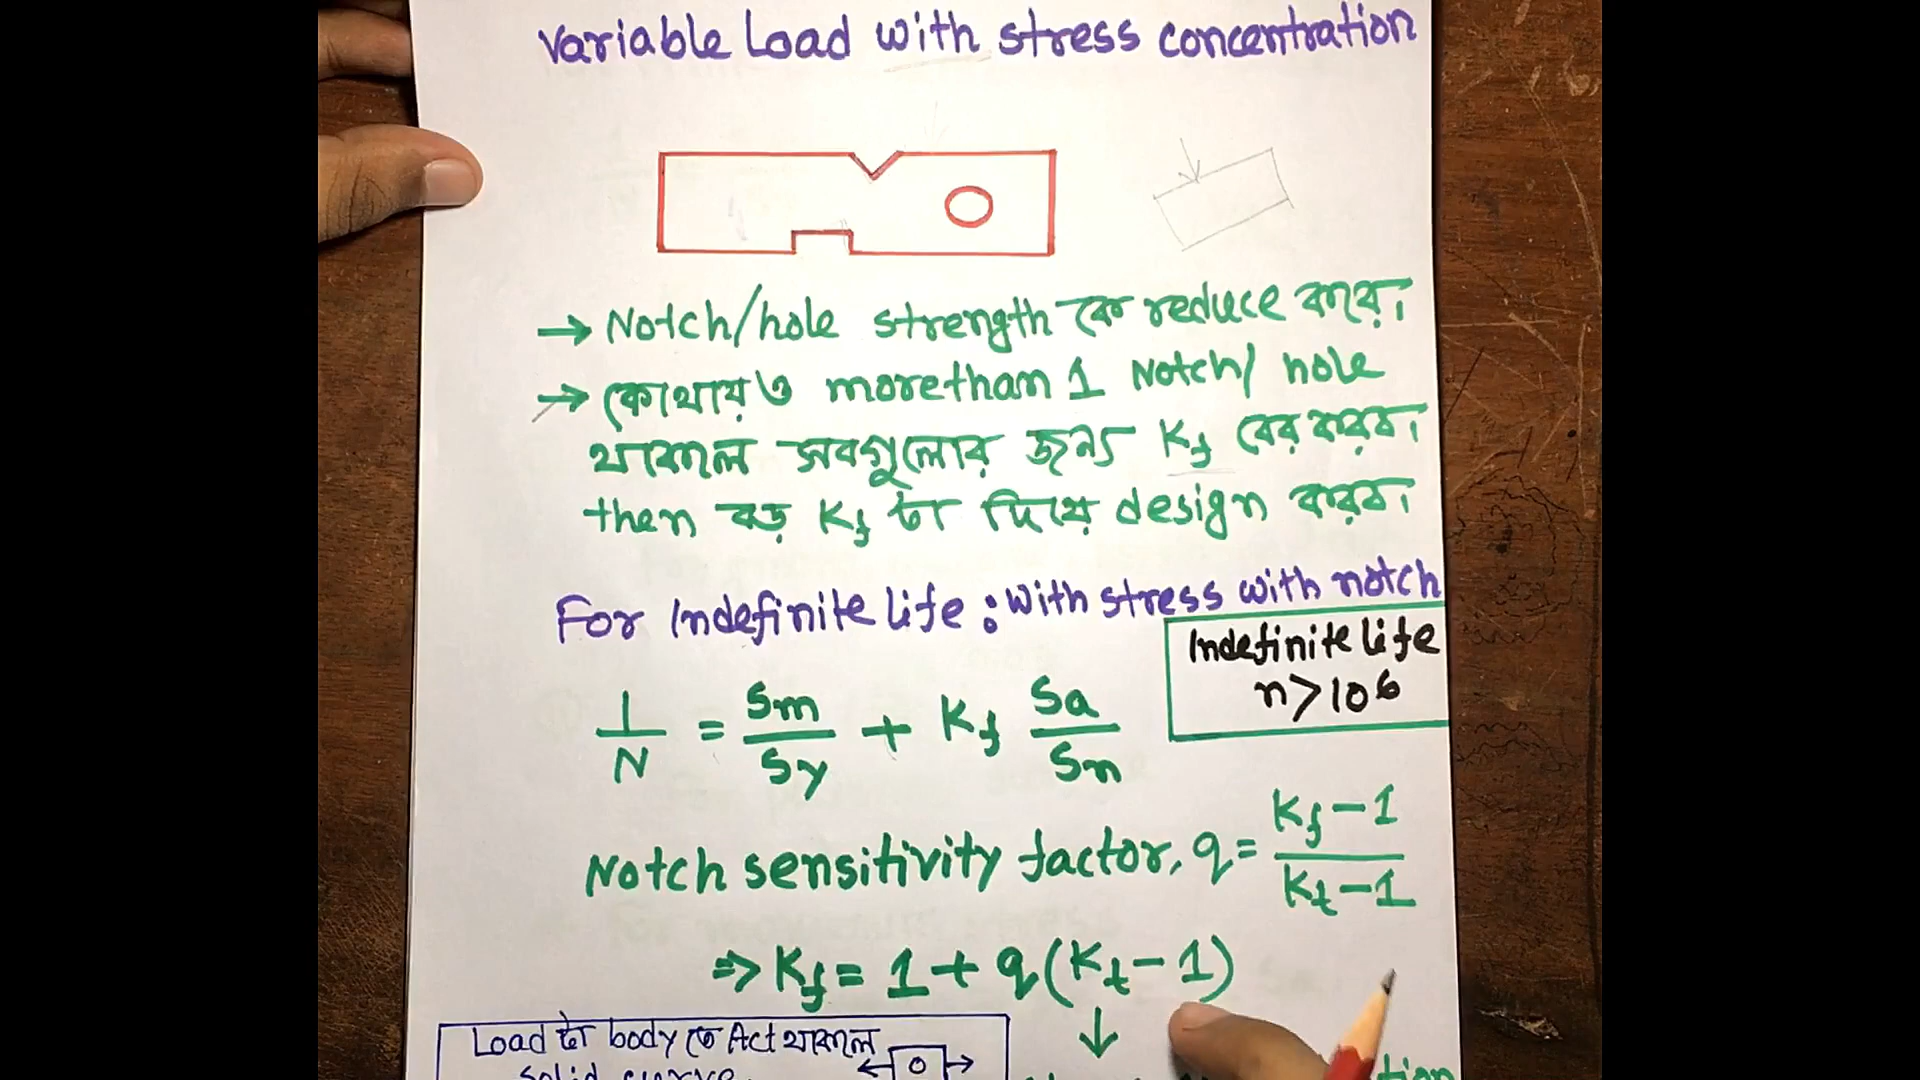 Variable Load with stress concentration
→ Notch/hole strength কে reduce করে।
→ কোথায়ও morethan 1 Notch/ hole
থাকলে সবগুলোর জন্য Kf বের করব।
then বড় Kf টা দিয়ে design করব।
For Indefinite Life: with stress with notch
Indefinite Life
n > 10⁶
1/N = Sm/Sy + Kf Sa/Sn
Notch sensitivity factor, q = Kf-1/Kt-1
⇒ Kf = 1 + q(Kt-1)
↓
Load টা body তে Act থাকলে
solid curve